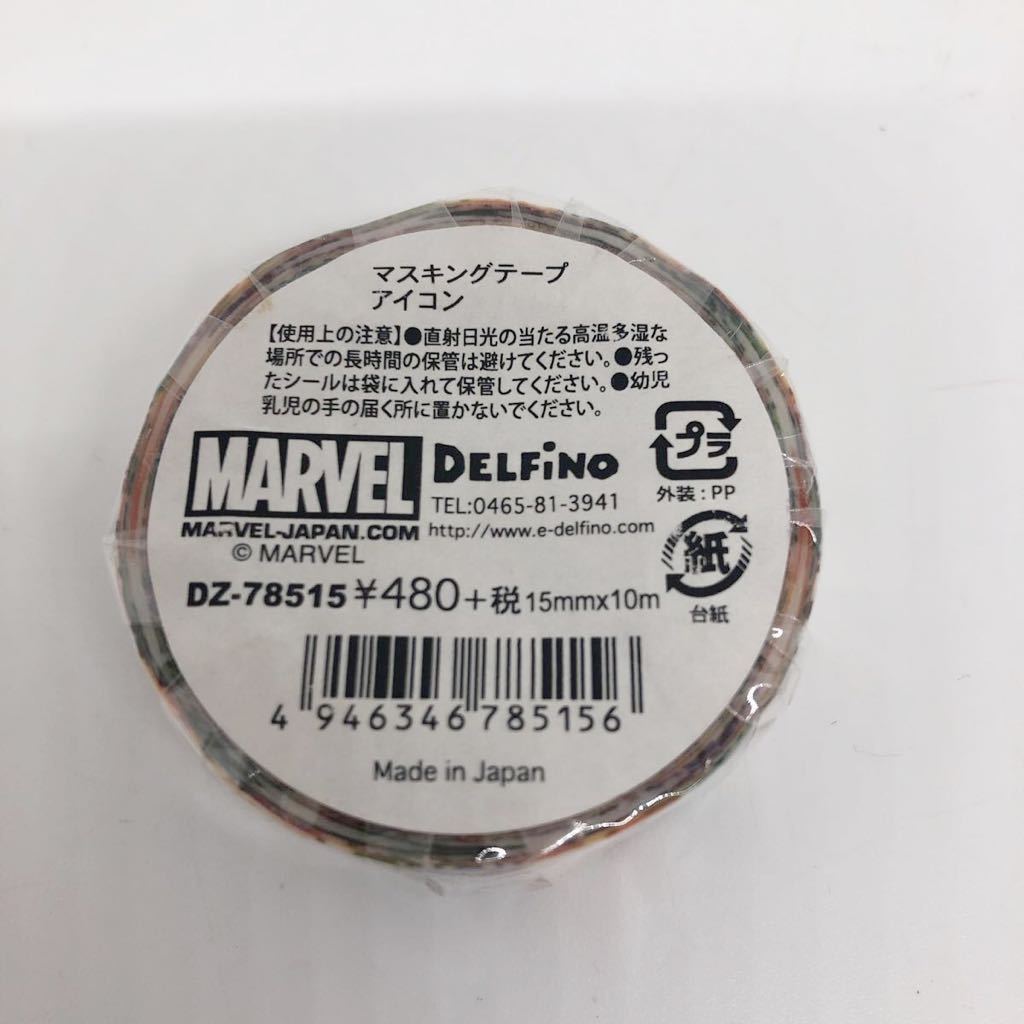 マスキングテープ
アイコン
【使用上の注意】●直射日光の当たる高温多湿な
場所での長時間の保管は避けてください。●残っ
たシールは袋に入れて保管してください。●幼児
乳児の手の届く所に置かないでください。
MARVEL
MARVEL-JAPAN.COM
© MARVEL
DELFiNO
TEL:0465-81-3941
http://www.e-delfino.com
プラ
外装:PP
紙
台紙
DZ-78515 ¥480+税 15mmx10m
4 946346 785156
Made in Japan